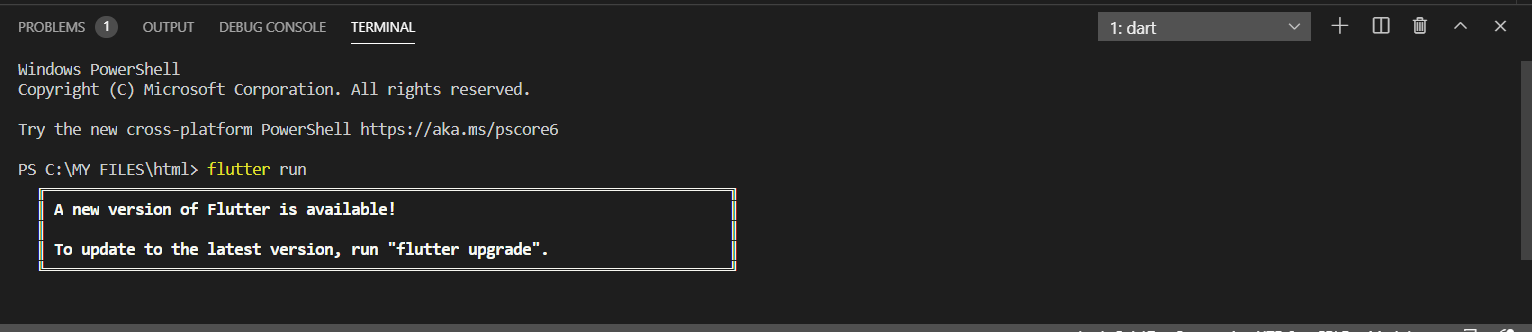 PROBLEMS 1 OUTPUT DEBUG CONSOLE TERMINAL 1: dart
Windows PowerShell
Copyright (C) Microsoft Corporation. All rights reserved.
Try the new cross-platform PowerShell https://aka.ms/pscore6
PS C:\MY FILES\html> flutter run
A new version of Flutter is available!
To update to the latest version, run "flutter upgrade".